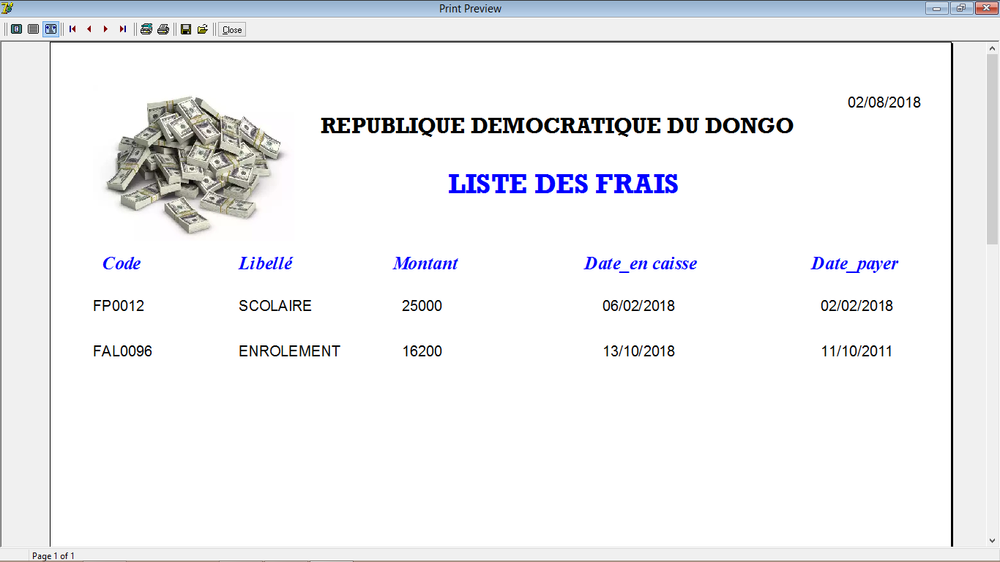 Print Preview
Close
02/08/2018
REPUBLIQUE DEMOCRATIQUE DU DONGO
LISTE DES FRAIS
Code Libellé Montant Date_en caisse Date_payer
FP0012 SCOLAIRE 25000 06/02/2018 02/02/2018
FAL0096 ENROLEMENT 16200 13/10/2018 11/10/2011
Page 1 of 1